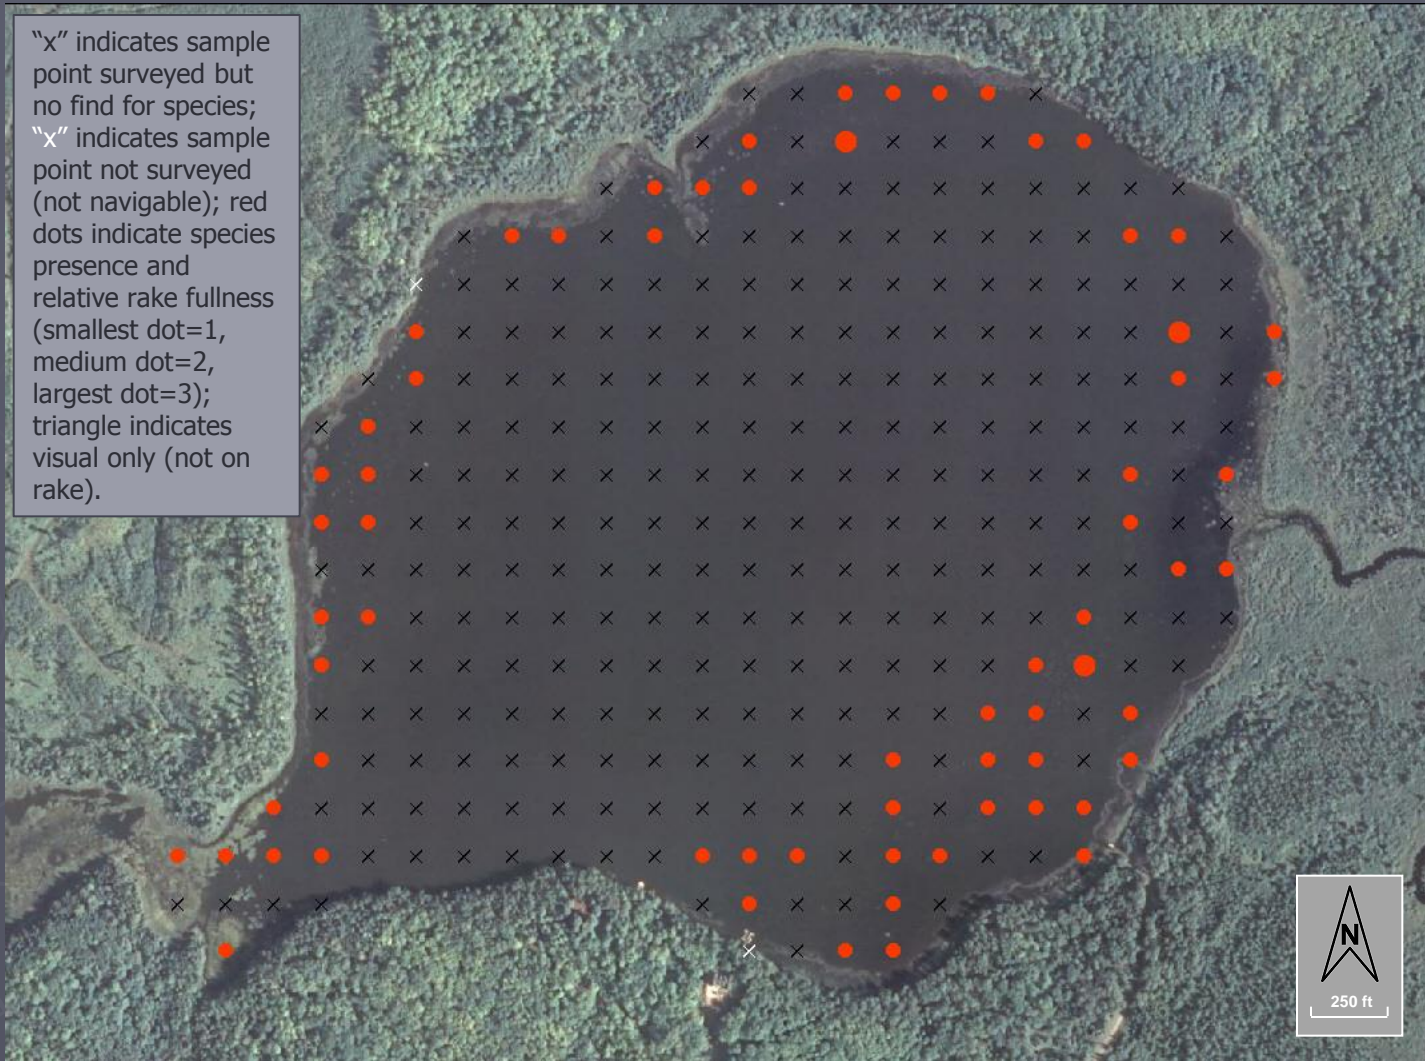 “x” indicates sample
point surveyed but
no find for species;
“x” indicates sample
point not surveyed
(not navigable); red
dots indicate species
presence and
relative rake fullness
(smallest dot=1,
medium dot=2,
largest dot=3);
triangle indicates
visual only (not on
rake).
N
250 ft